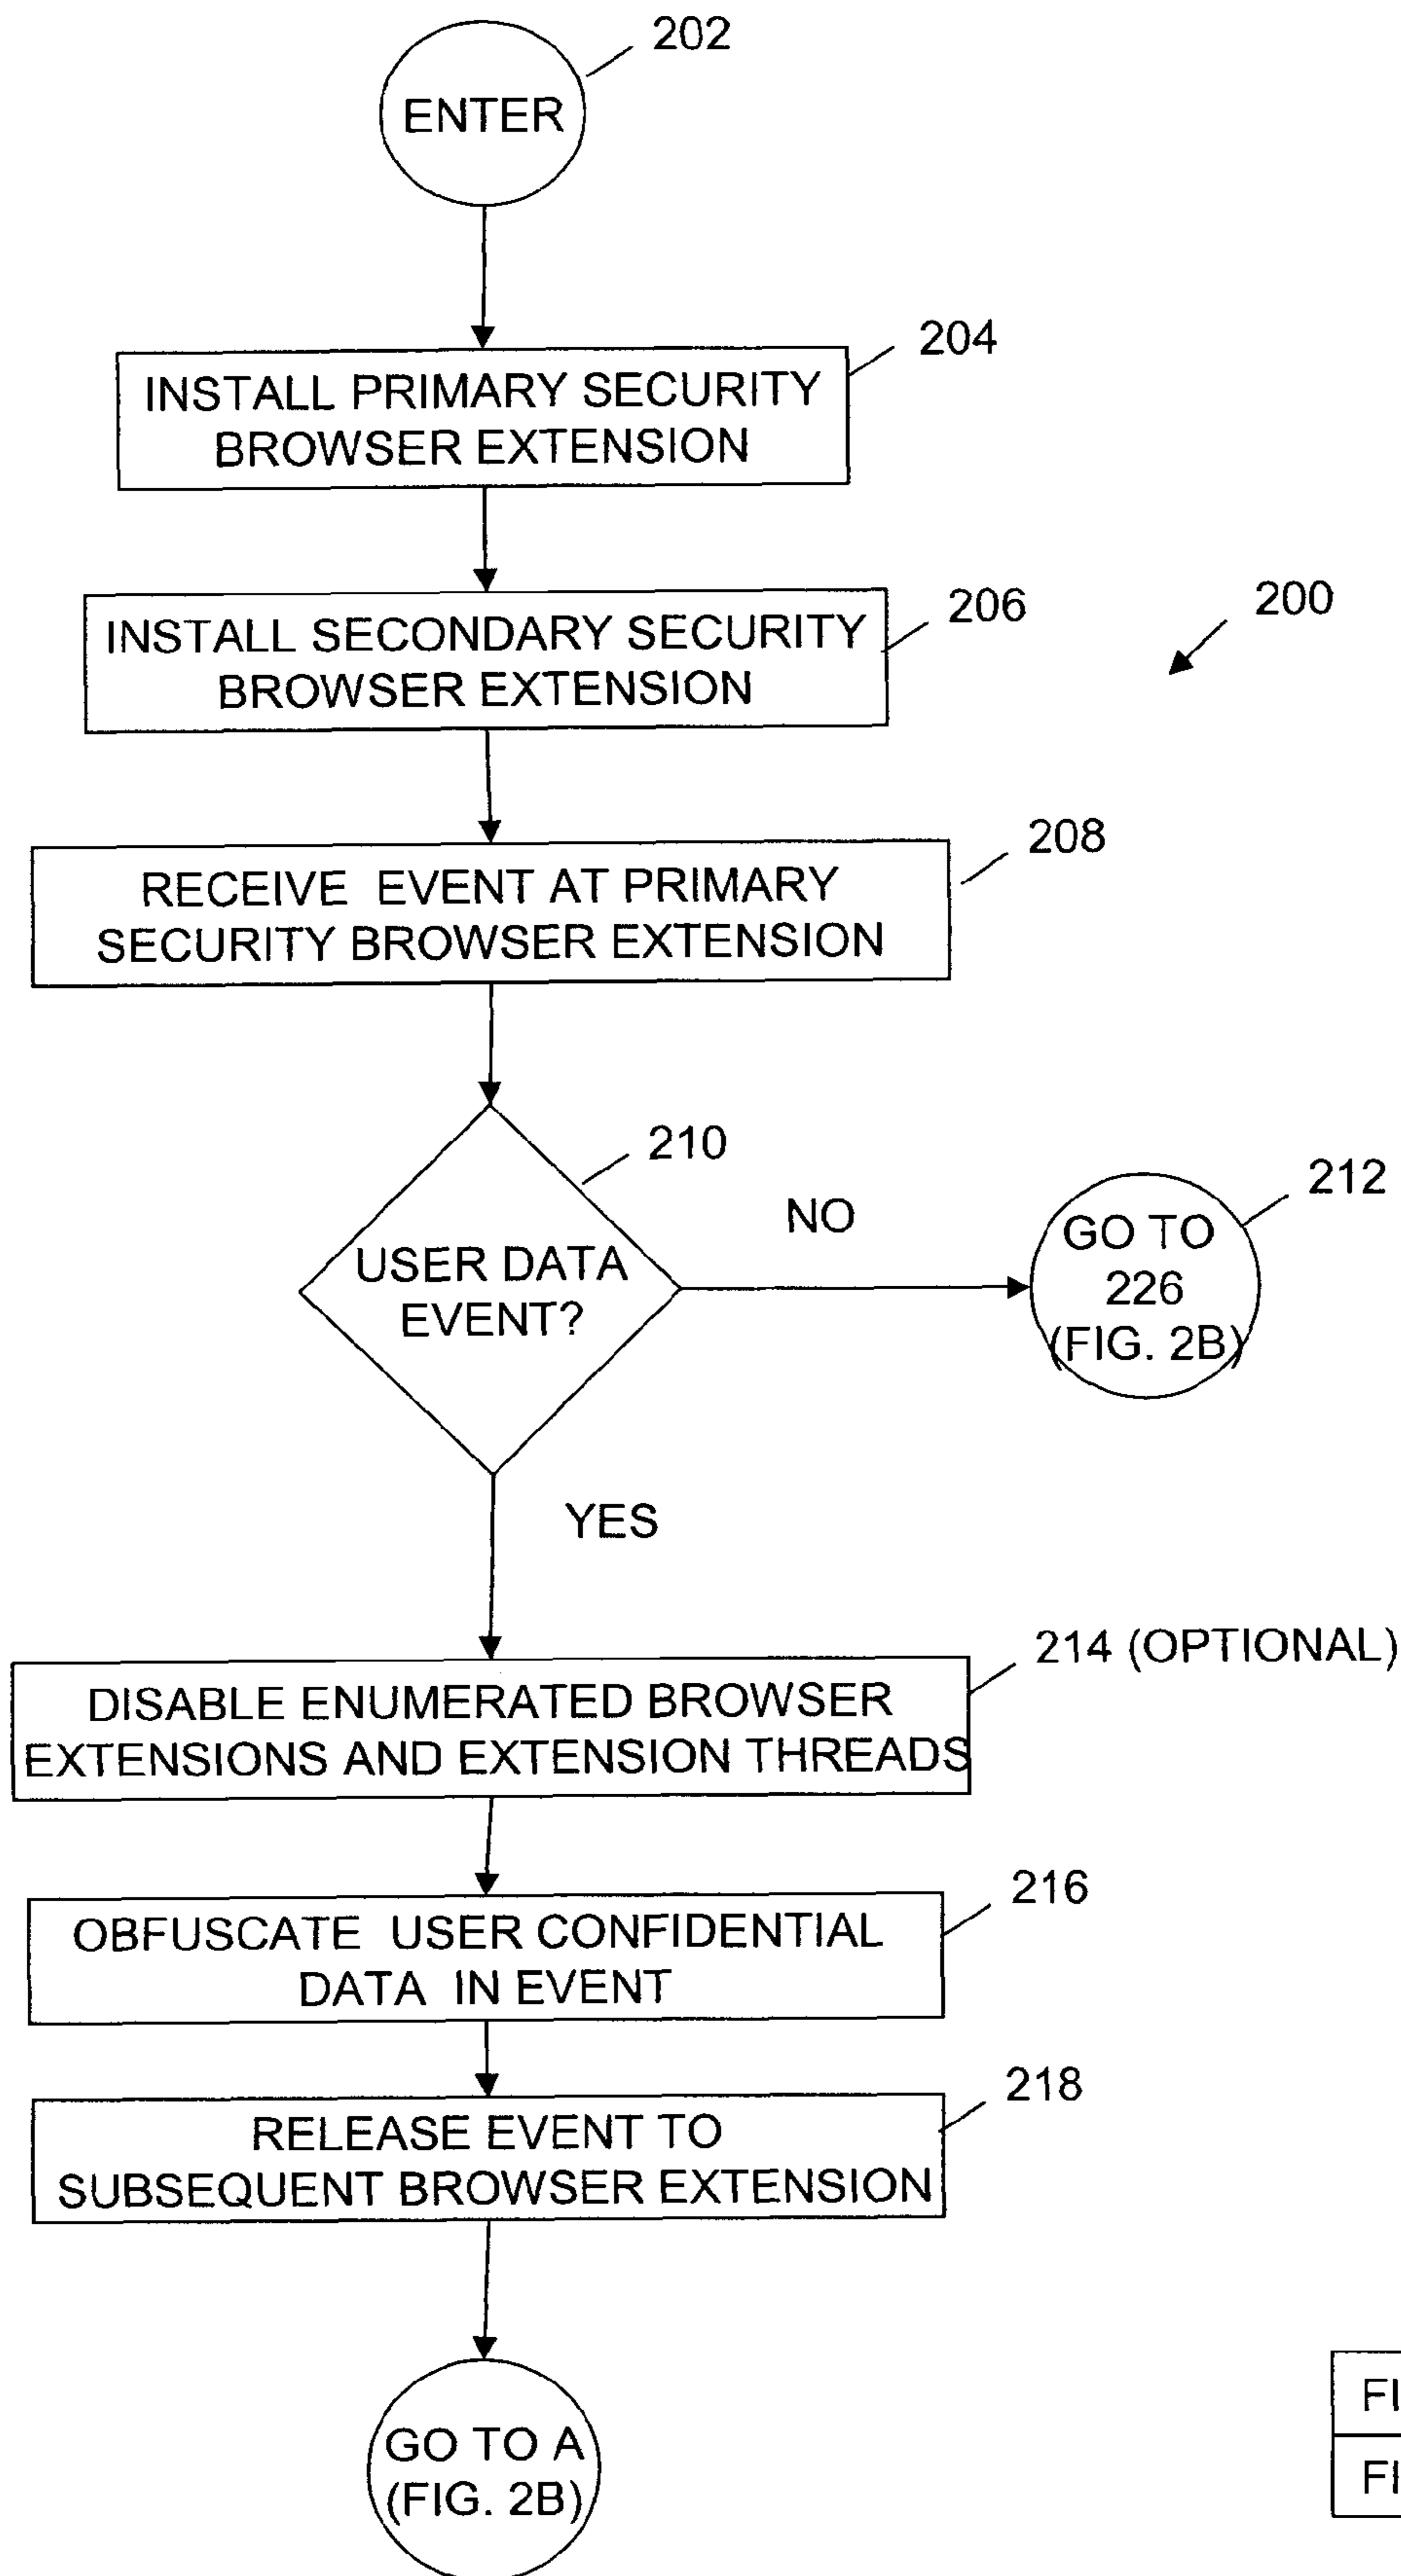 202
ENTER
204
INSTALL PRIMARY SECURITY
BROWSER EXTENSION
206
200
INSTALL SECONDARY SECURITY
BROWSER EXTENSION
208
RECEIVE EVENT AT PRIMARY
SECURITY BROWSER EXTENSION
210
212
NO
USER DATA
EVENT?
GO TO
226
(FIG. 2B)
YES
214 (OPTIONAL)
DISABLE ENUMERATED BROWSER
EXTENSIONS AND EXTENSION THREADS
216
OBFUSCATE USER CONFIDENTIAL
DATA IN EVENT
218
RELEASE EVENT TO
SUBSEQUENT BROWSER EXTENSION
GO TO A
(FIG. 2B)